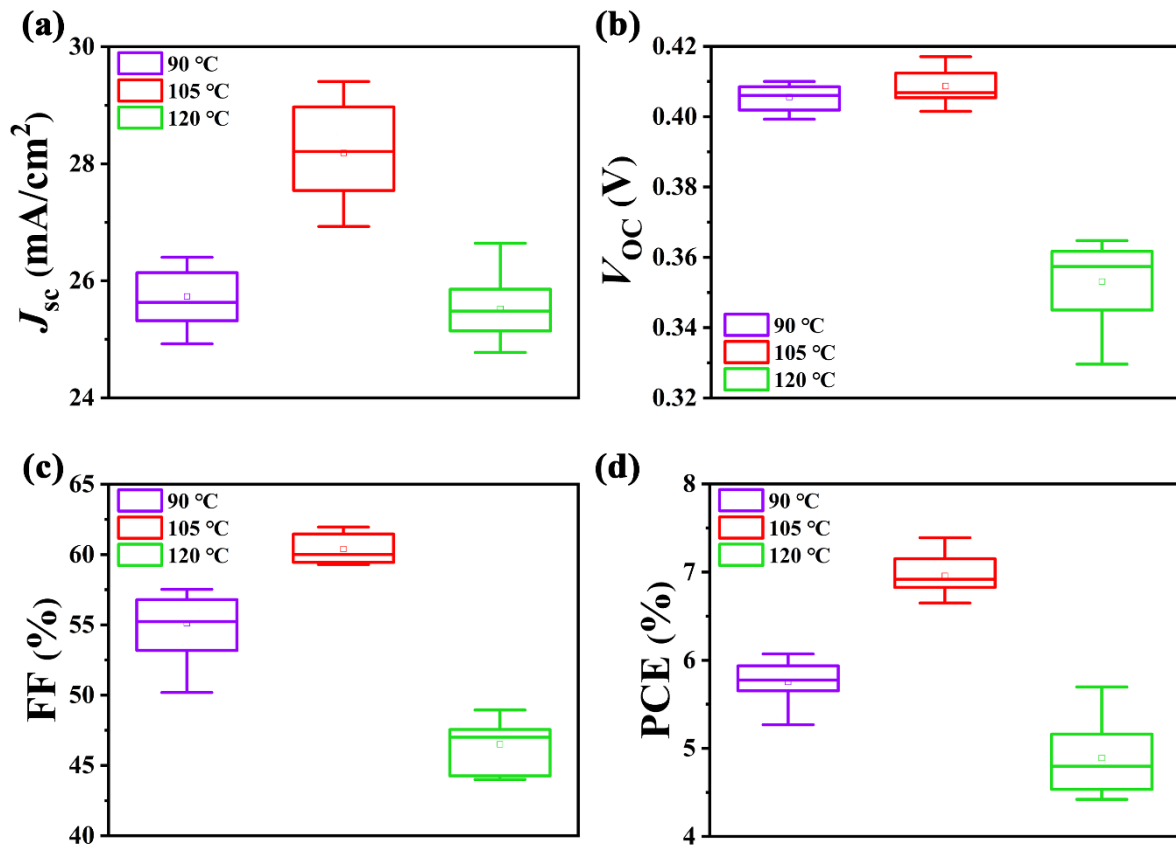 (a)
30
28
26
24
J_sc (mA/cm²)
90 °C
105 °C
120 °C
(b)
0.42
0.40
0.38
0.36
0.34
0.32
V_OC (V)
90 °C
105 °C
120 °C
(c)
65
60
55
50
45
40
FF (%)
90 °C
105 °C
120 °C
(d)
8
7
6
5
4
PCE (%)
90 °C
105 °C
120 °C